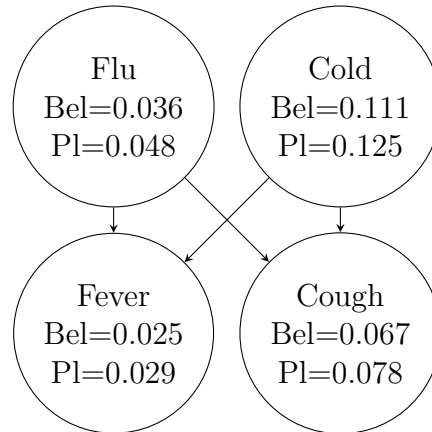 Flu
Bel=0.036
Pl=0.048
Cold
Bel=0.111
Pl=0.125
Fever
Bel=0.025
Pl=0.029
Cough
Bel=0.067
Pl=0.078